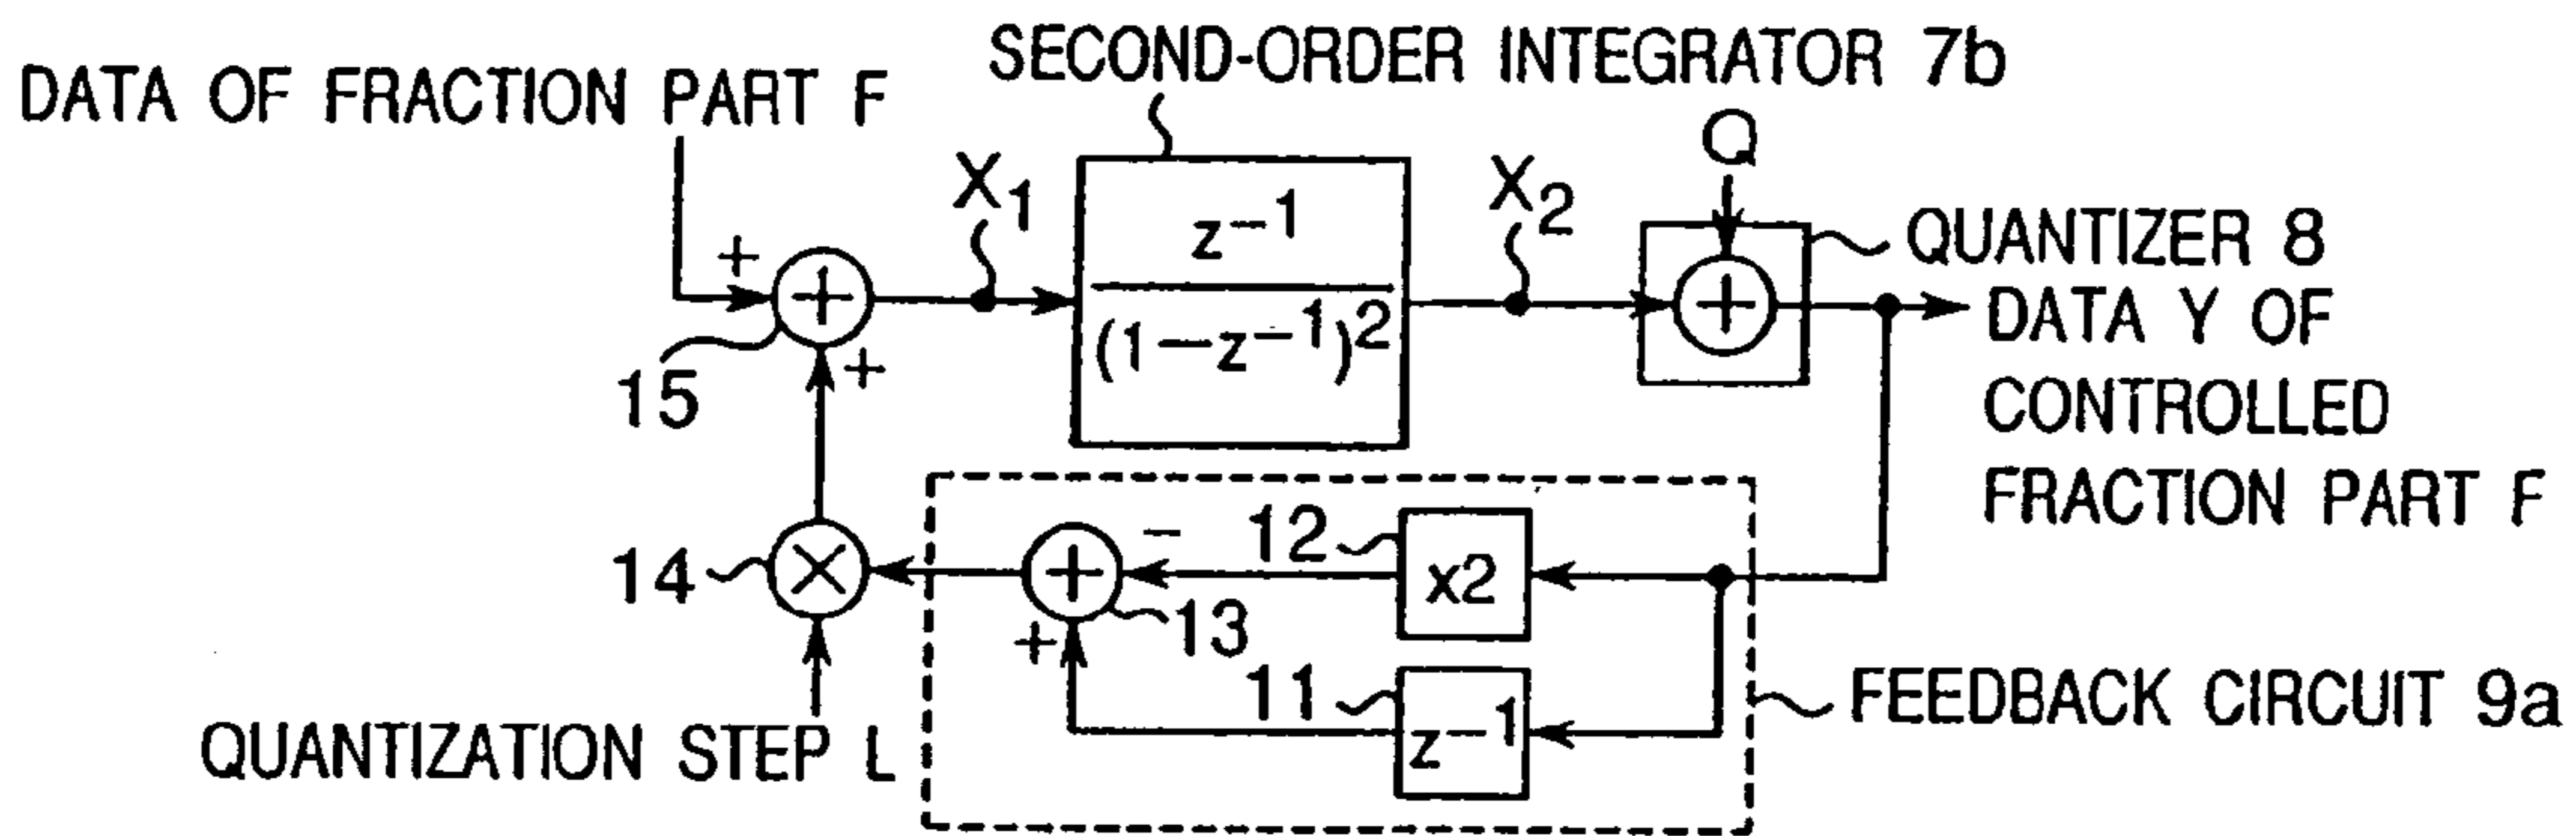 SECOND-ORDER INTEGRATOR 7b
DATA OF FRACTION PART F
Q
X1
X2
z−1
(1−z−1)2
QUANTIZER 8
DATA Y OF
CONTROLLED
FRACTION PART F
+
+
15
+
+
−
12
x2
14
×
+
13
+
11
z−1
FEEDBACK CIRCUIT 9a
QUANTIZATION STEP L